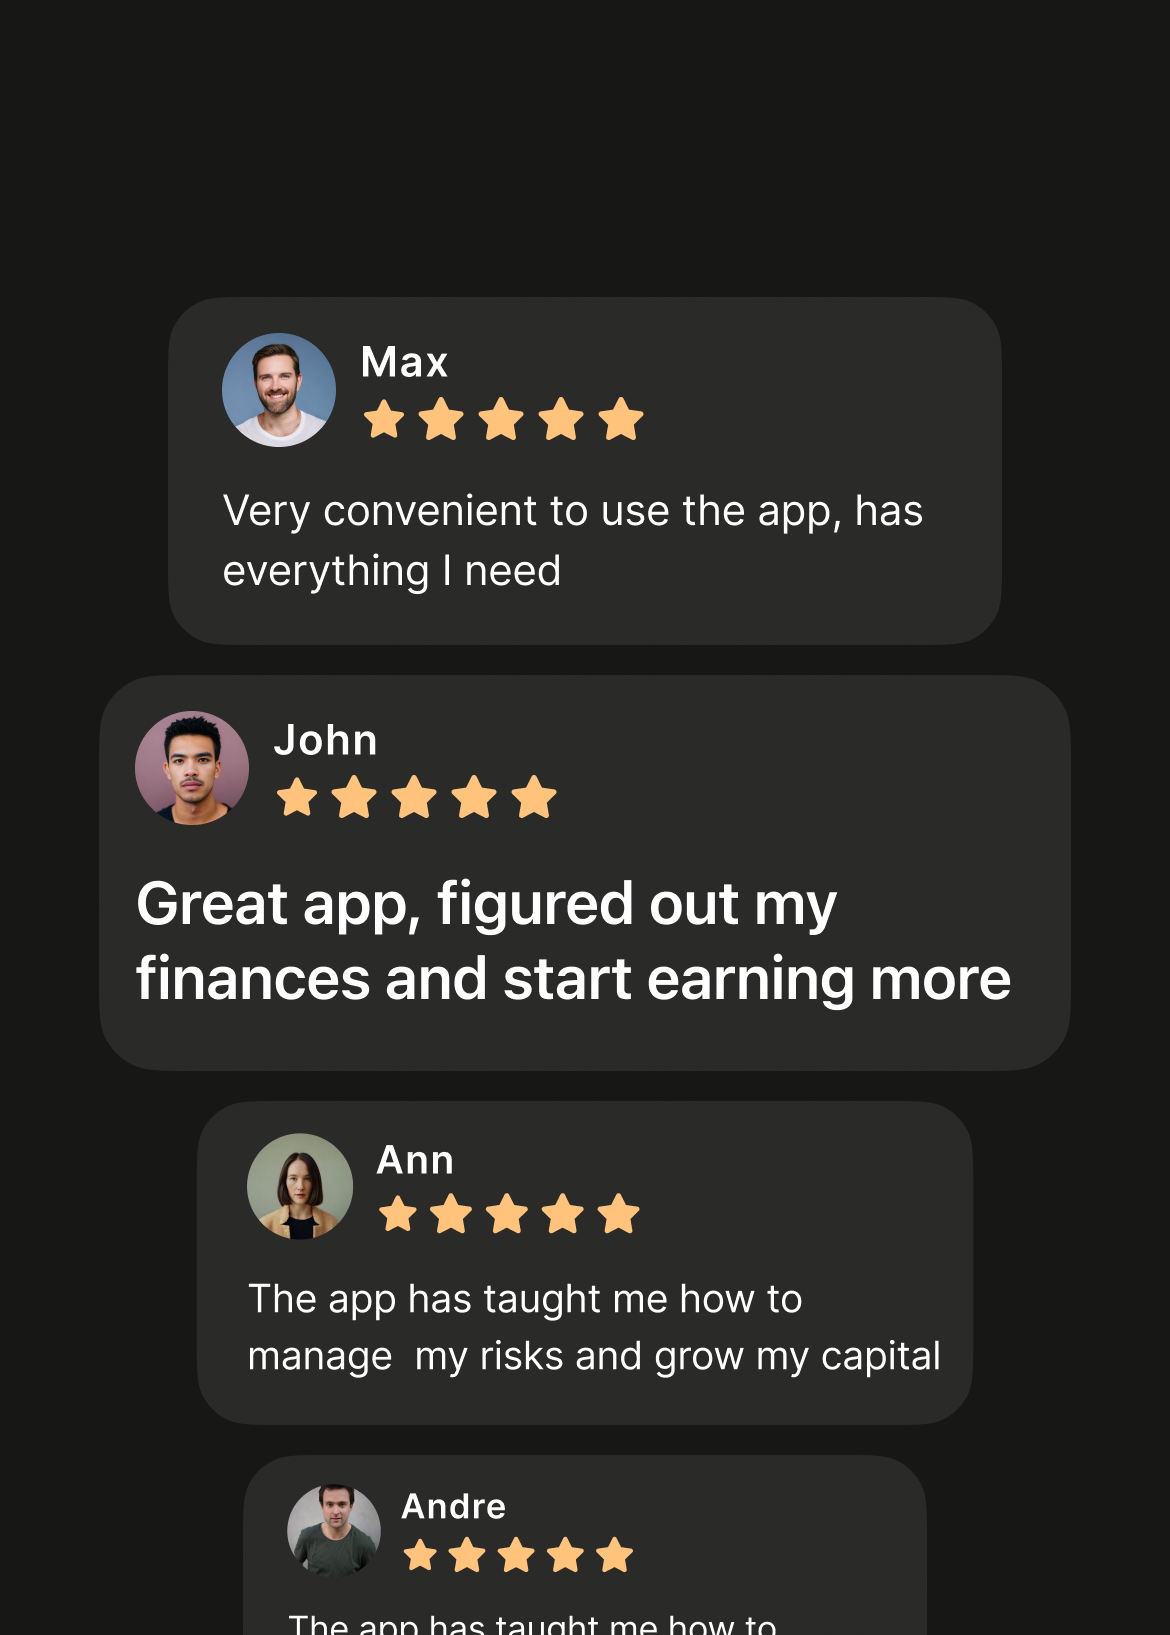 Max
Very convenient to use the app, has
everything I need
John
Great app, figured out my
finances and start earning more
Ann
The app has taught me how to
manage  my risks and grow my capital
Andre
The app has taught me how to